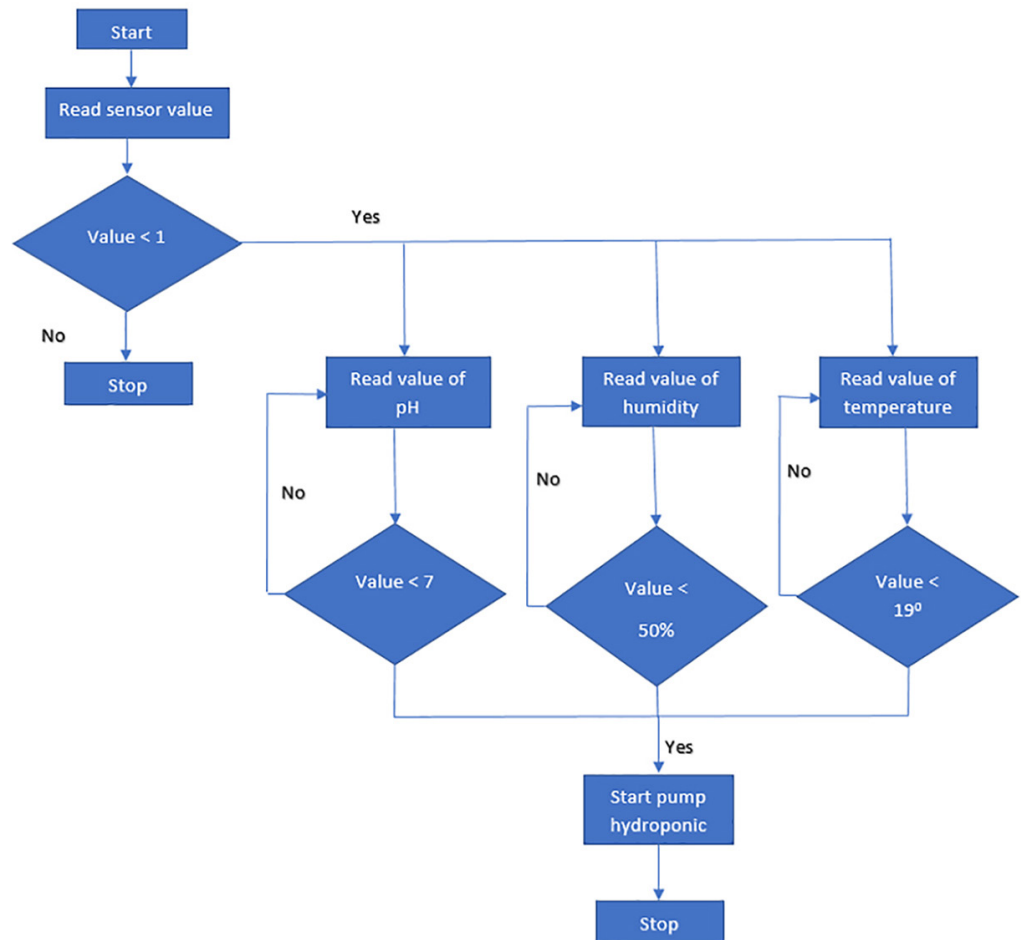 Start
Read sensor value
Value < 1
Yes
No
Stop
Read value of
pH
Read value of
humidity
Read value of
temperature
No
No
No
Value < 7
Value <
50%
Value <
19⁰
Yes
Start pump
hydroponic
Stop